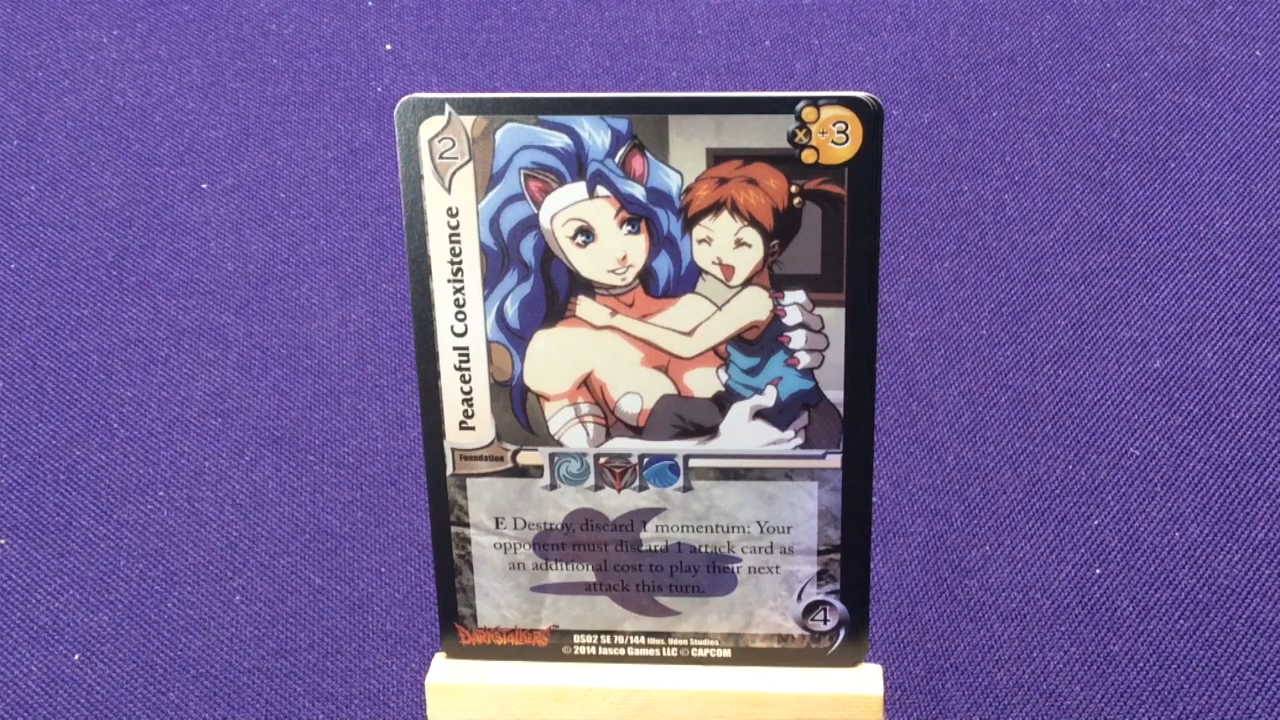 2
X +3
Peaceful Coexistence
Foundation
E Destroy, discard 1 momentum: Your
opponent must discard 1 attack card as
an additional cost to play their next
attack this turn.
4
DARKSTALKERS™
DS02 SE 70/144 Illus. Udon Studios
© 2014 Jasco Games LLC © CAPCOM